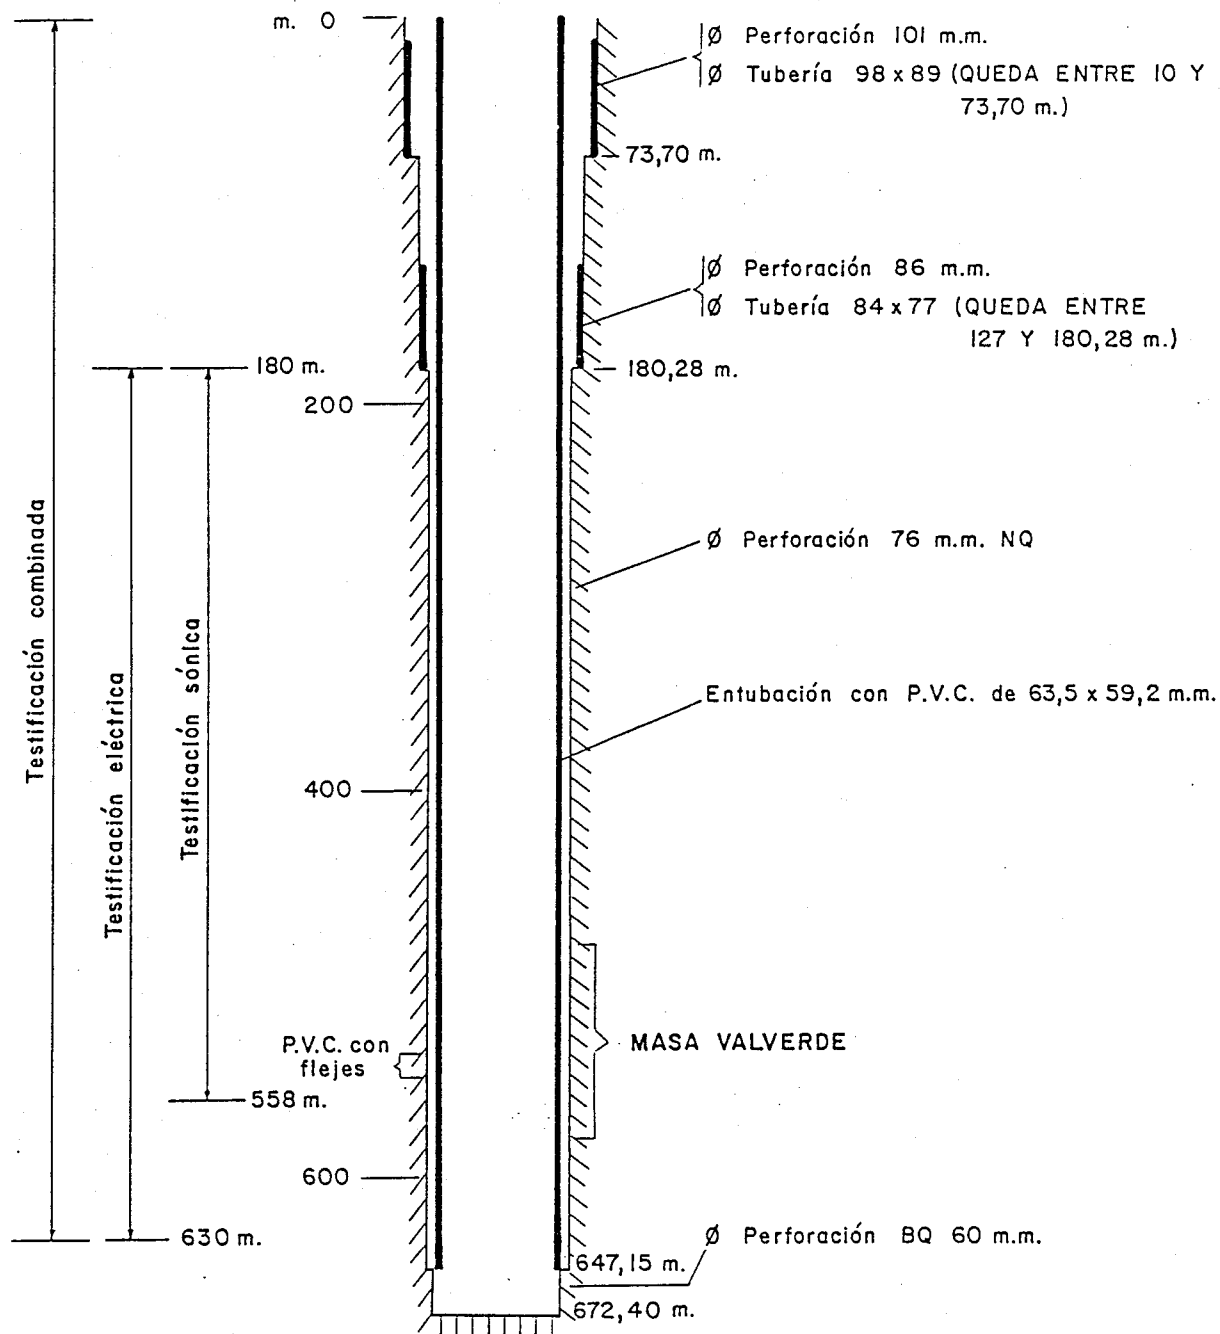 m. 0
Ø Perforación 101 m.m.
Ø Tubería 98 x 89 (QUEDA ENTRE 10 Y
73,70 m.)
73,70 m.
Ø Perforación 86 m.m.
Ø Tubería 84 x 77 (QUEDA ENTRE
127 Y 180,28 m.)
180 m.
180,28 m.
200
Ø Perforación 76 m.m. NQ
Testificación combinada
Testificación eléctrica
Testificación sónica
Entubación con P.V.C. de 63,5 x 59,2 m.m.
400
P.V.C. con
flejes
MASA VALVERDE
558 m.
600
630 m.
Ø Perforación BQ 60 m.m.
647,15 m.
672,40 m.